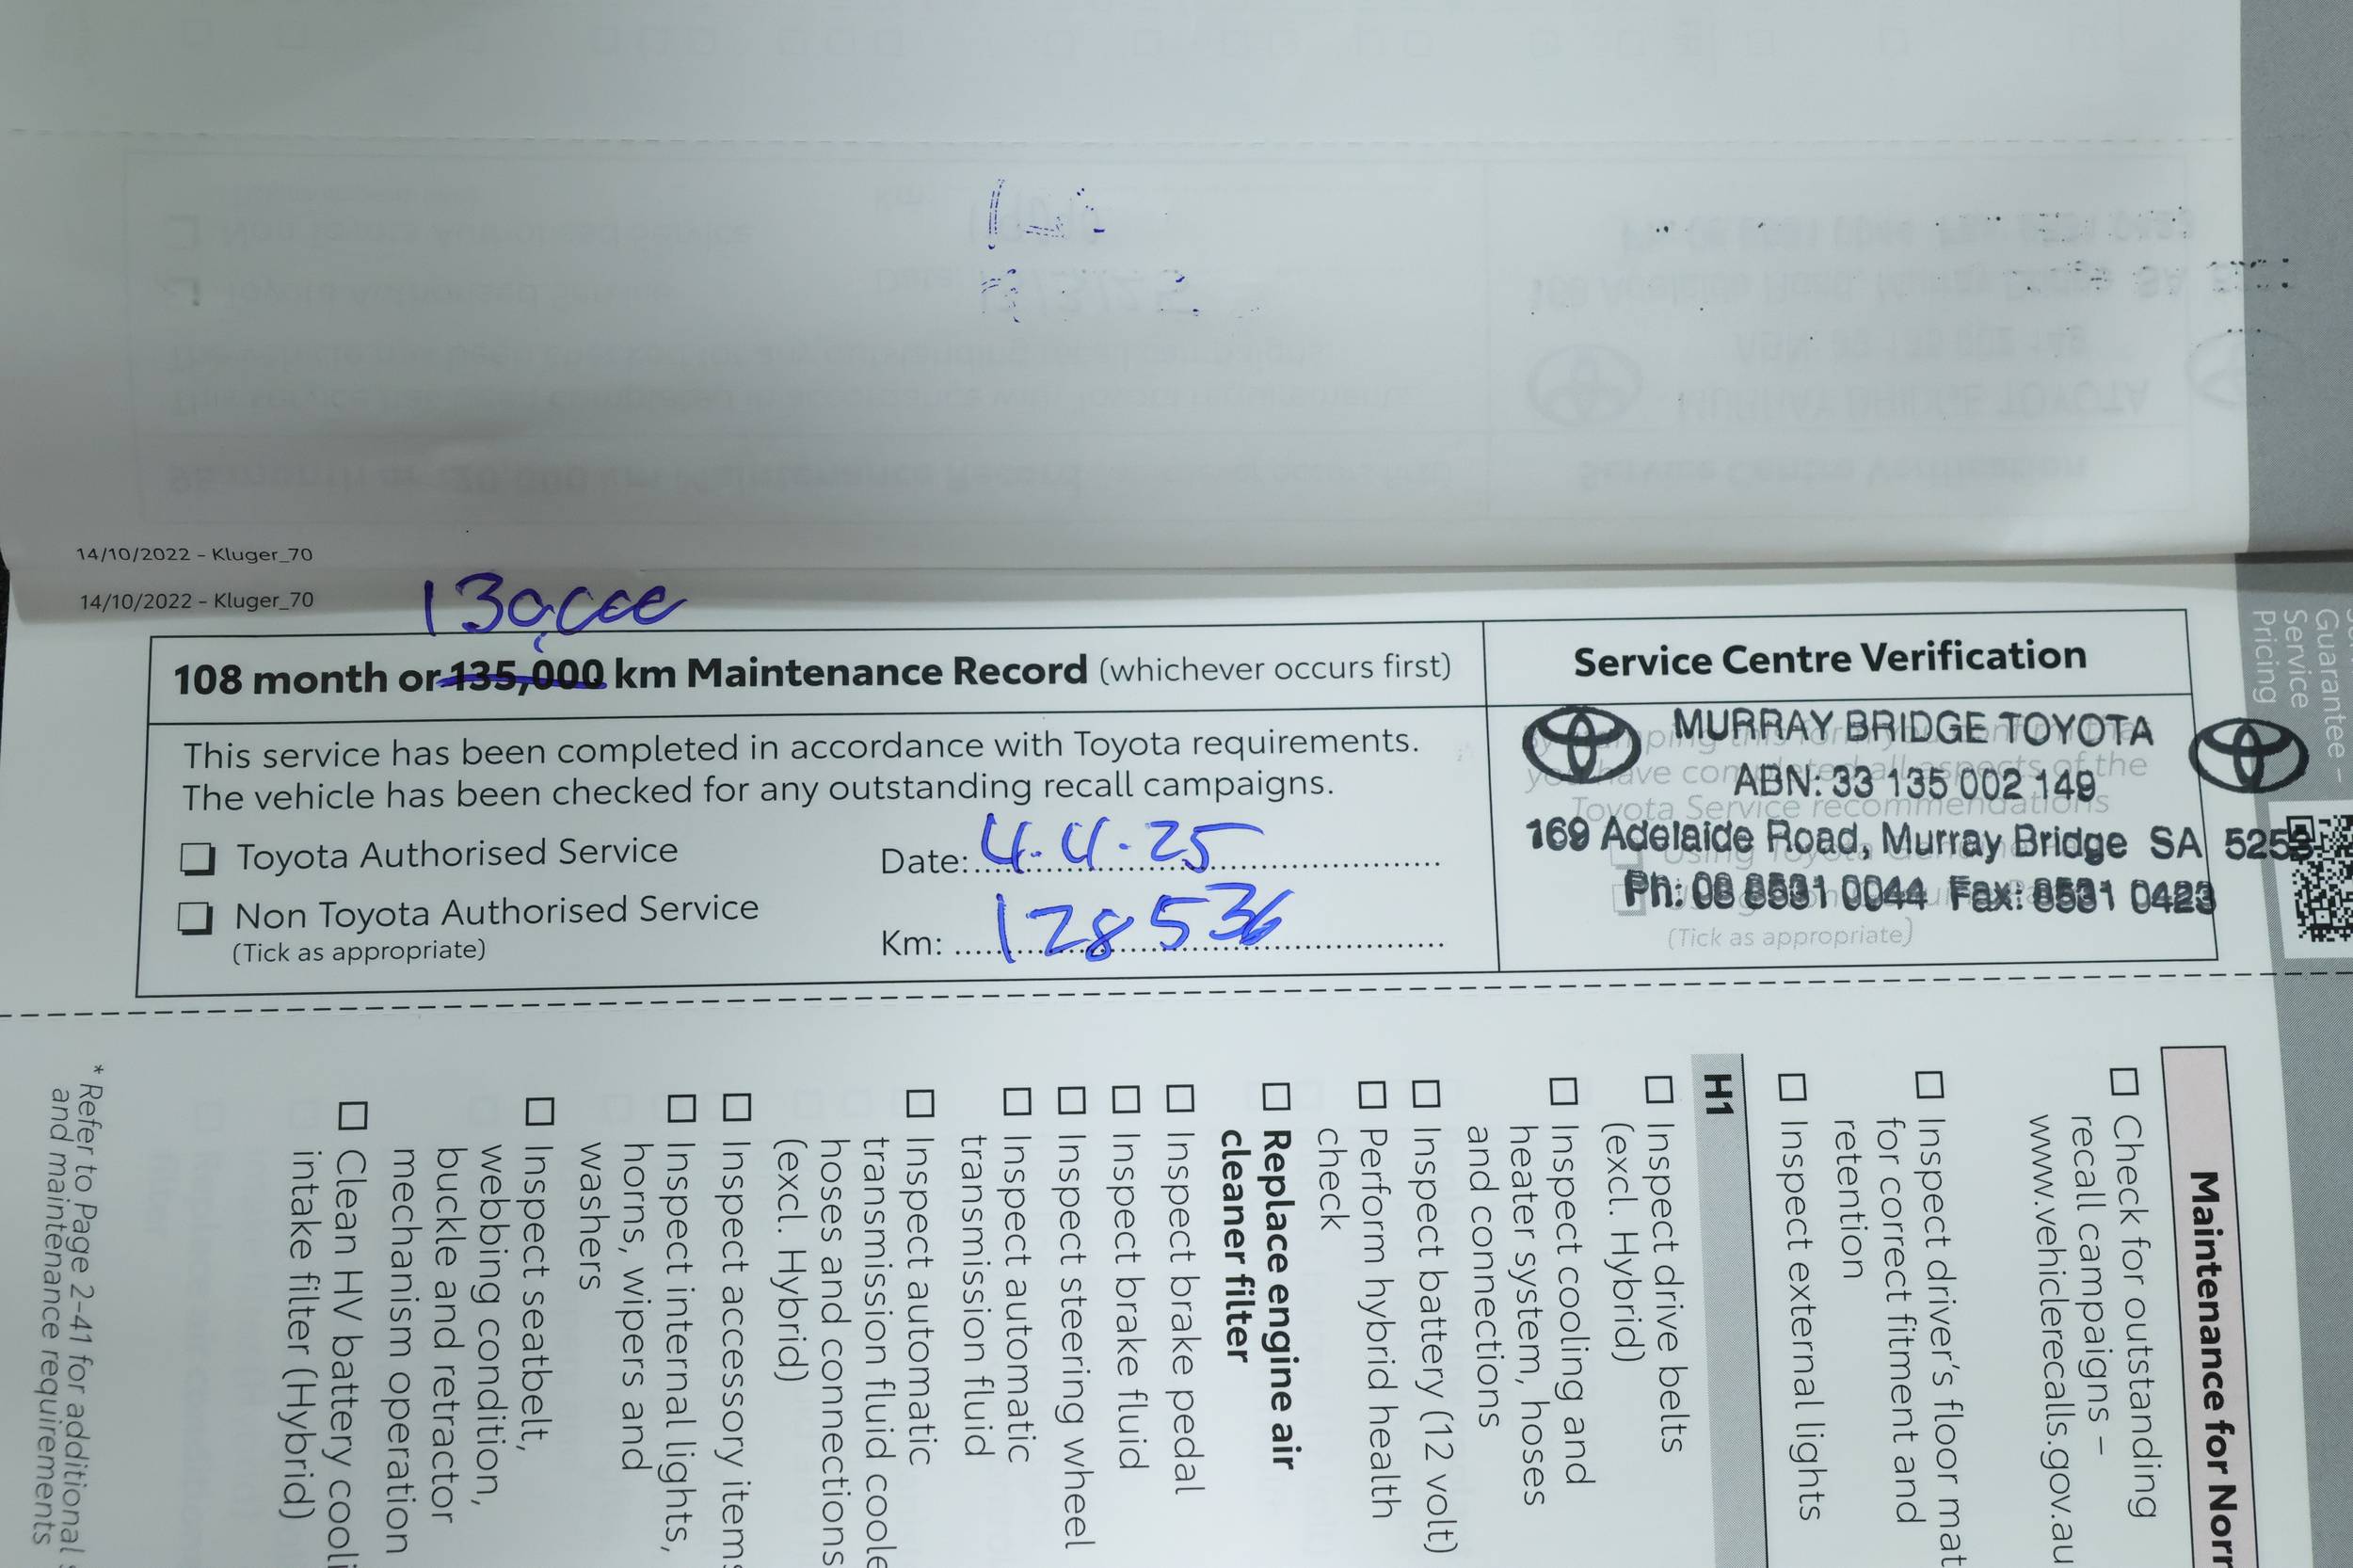 14/10/2022 - Kluger_70
14/10/2022 - Kluger_70
130,000
108 month or 135,000 km Maintenance Record (whichever occurs first)
This service has been completed in accordance with Toyota requirements.
The vehicle has been checked for any outstanding recall campaigns.
Toyota Authorised Service
Non Toyota Authorised Service
(Tick as appropriate)
Date: 4.4.25
Km: 128536
Service Centre Verification
MURRAY BRIDGE TOYOTA
ABN: 33 135 002 149
169 Adelaide Road, Murray Bridge SA 5253
Ph: 08 8531 0044 Fax: 8531 0423
(Tick as appropriate)
Guarantee –
Service
Pricing
Maintenance for Nor
Check for outstanding
recall campaigns –
www.vehiclerecalls.gov.au
Inspect driver's floor mat
for correct fitment and
retention
Inspect external lights
H1
Inspect drive belts
(excl. Hybrid)
Inspect cooling and
heater system, hoses
and connections
Inspect battery (12 volt)
Perform hybrid health
check
Replace engine air
cleaner filter
Inspect brake pedal
Inspect brake fluid
Inspect steering wheel
Inspect automatic
transmission fluid
Inspect automatic
transmission fluid coole
hoses and connections
(excl. Hybrid)
Inspect accessory items
Inspect internal lights,
horns, wipers and
washers
Inspect seatbelt,
webbing condition,
buckle and retractor
mechanism operation
Clean HV battery cooli
intake filter (Hybrid)
* Refer to Page 2-41 for additional
and maintenance requirements